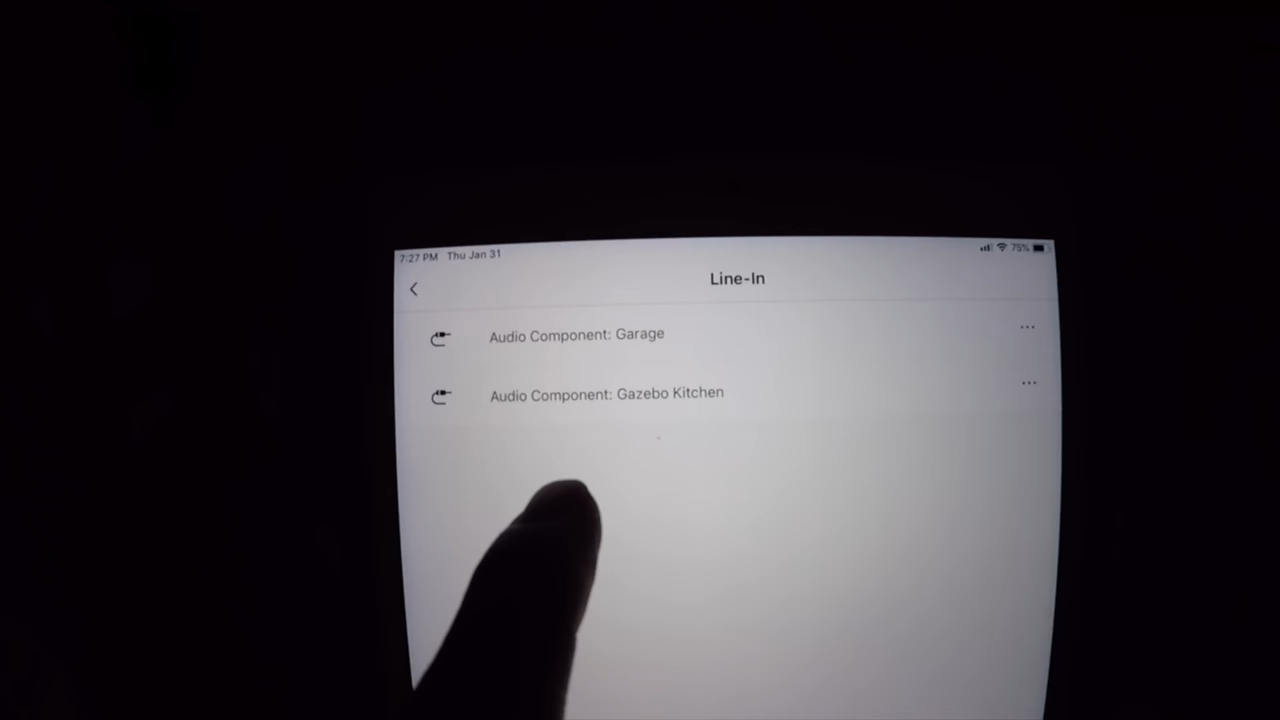 7:27 PM Thu Jan 31
75%
Line-In
Audio Component: Garage
Audio Component: Gazebo Kitchen